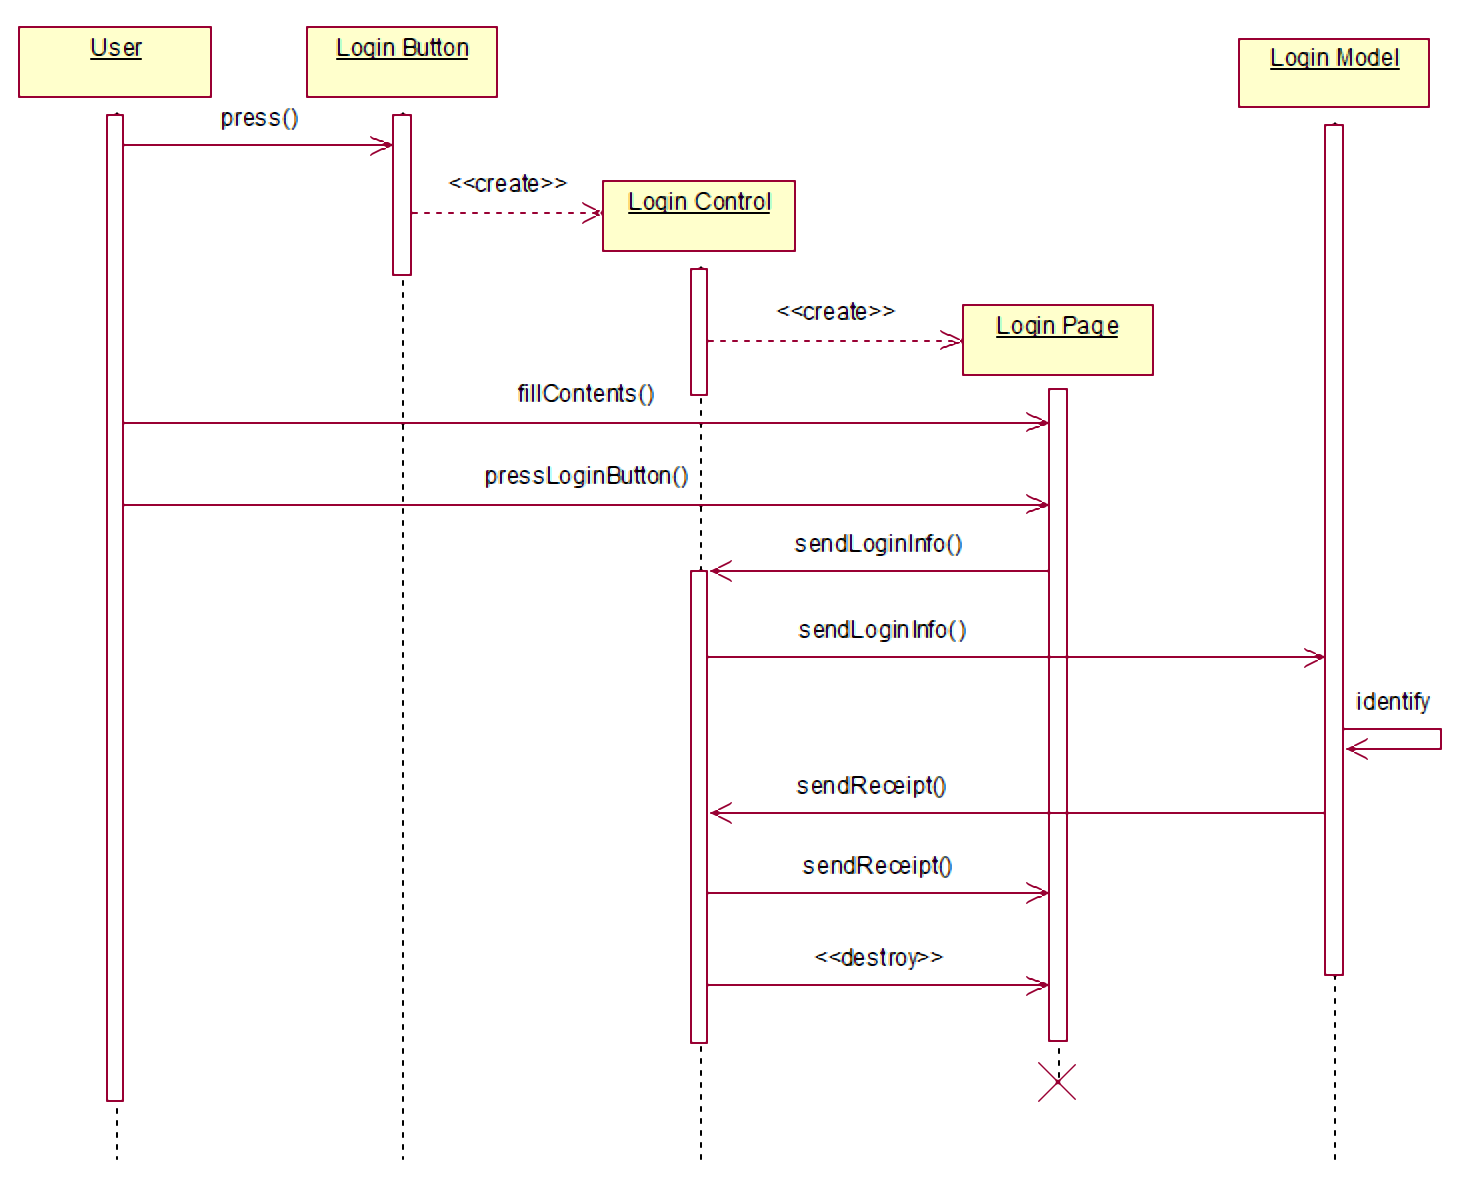 User
Login Button
Login Model
press()
<<create>>
Login Control
<<create>>
Login Page
fillContents()
pressLoginButton()
sendLoginInfo()
sendLoginInfo()
identify
sendReceipt()
sendReceipt()
<<destroy>>